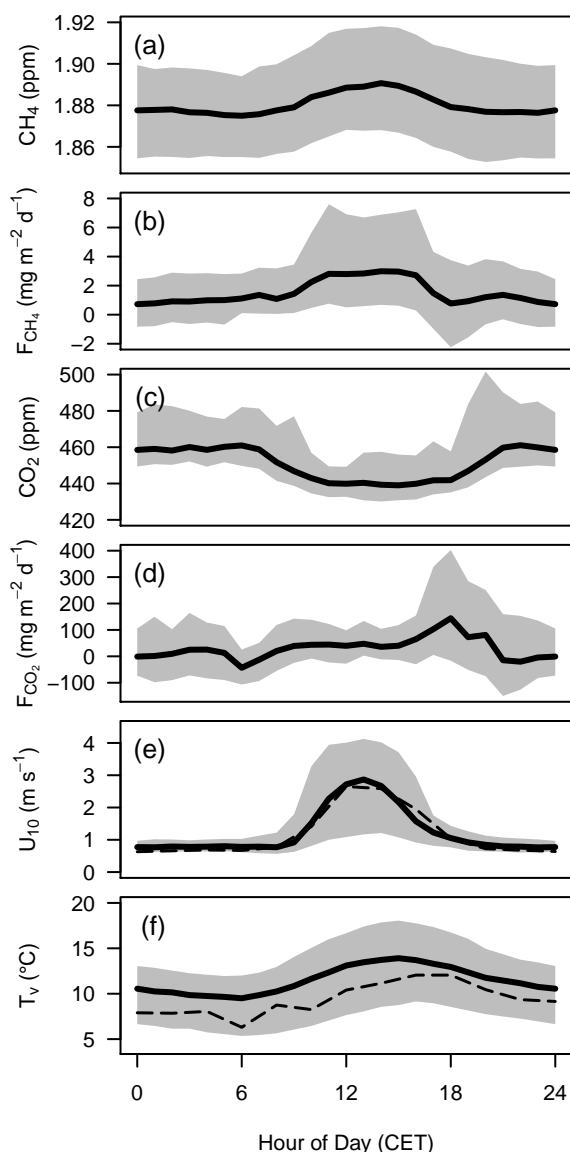 1.92
1.90
1.88
1.86
CH₄ (ppm)
(a)
8
6
4
2
0
−2
F_CH₄ (mg m⁻² d⁻¹)
(b)
500
480
460
440
420
CO₂ (ppm)
(c)
400
300
200
100
0
−100
F_CO₂ (mg m⁻² d⁻¹)
(d)
4
3
2
1
0
U₁₀ (m s⁻¹)
(e)
20
15
10
5
Tᵥ (°C)
(f)
0 6 12 18 24
Hour of Day (CET)